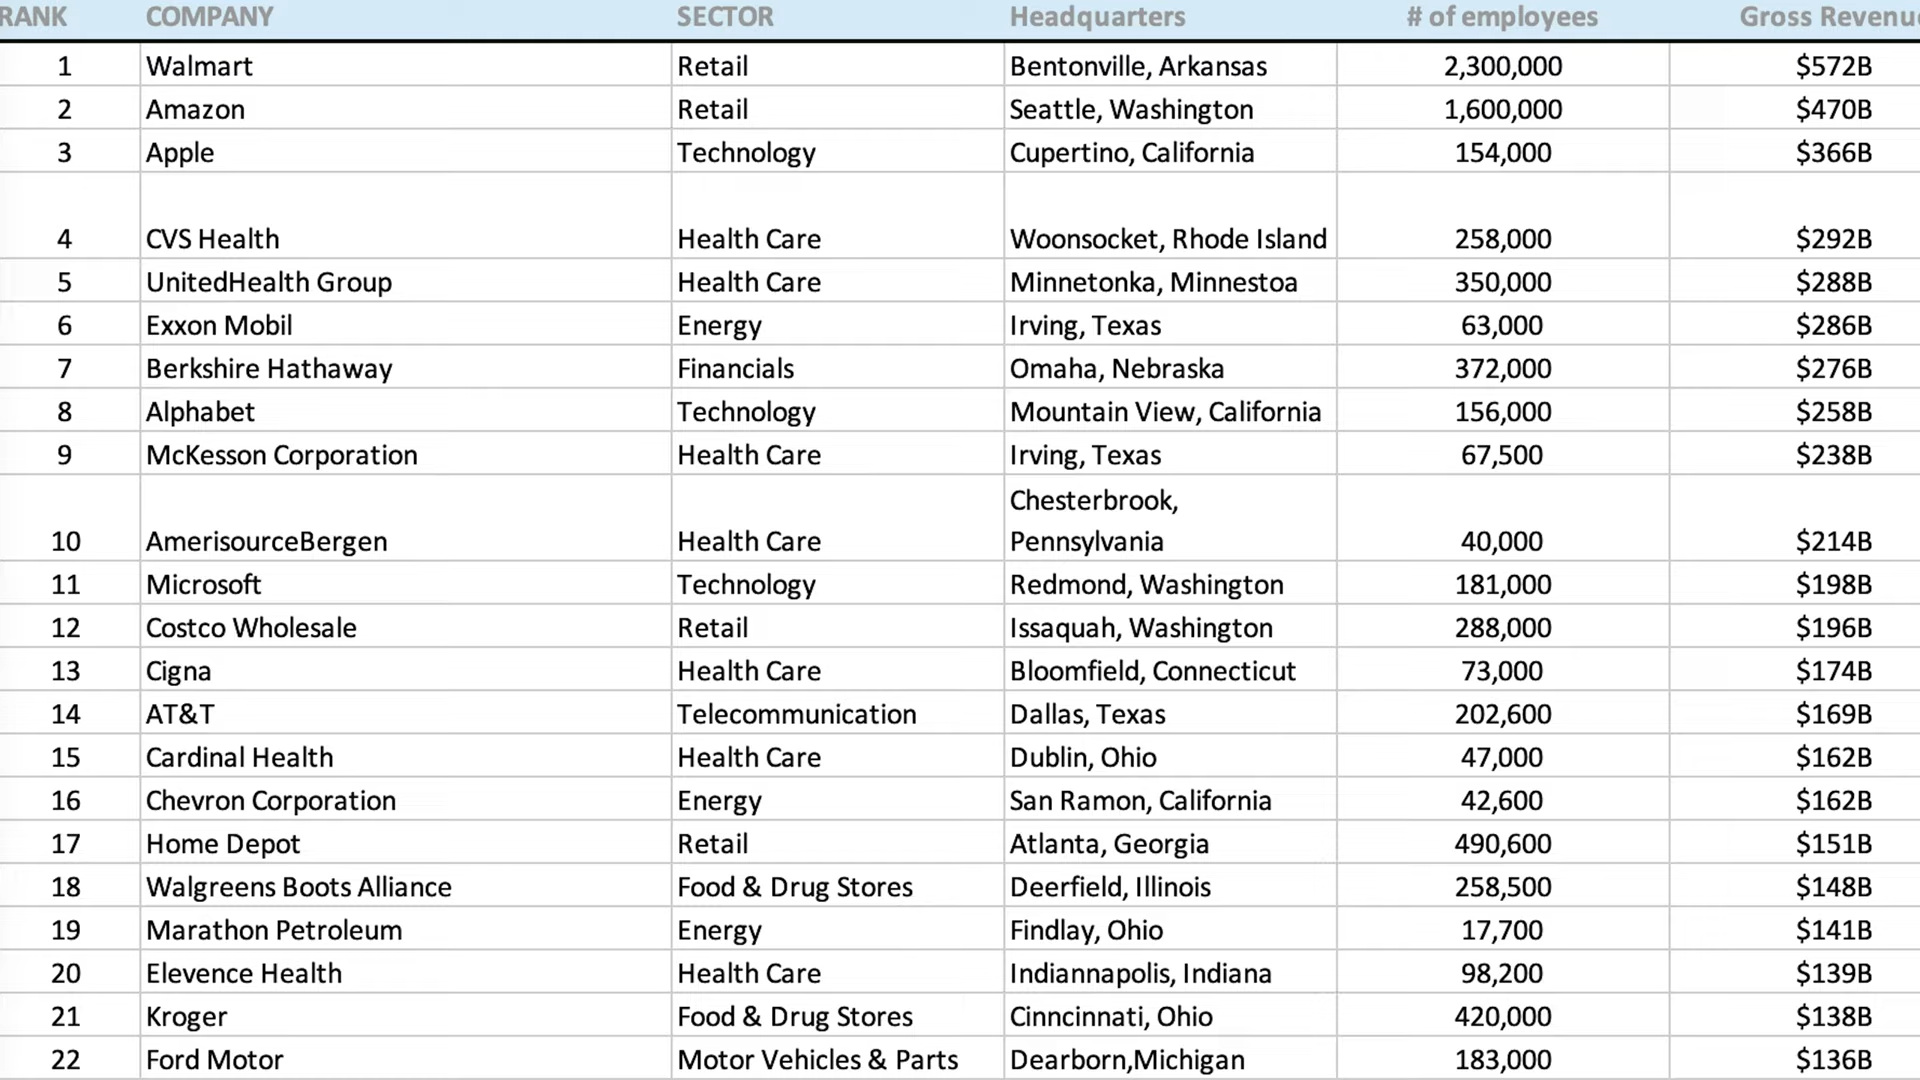 RANK COMPANY SECTOR Headquarters # of employees Gross Revenu
1 Walmart Retail Bentonville, Arkansas 2,300,000 $572B
2 Amazon Retail Seattle, Washington 1,600,000 $470B
3 Apple Technology Cupertino, California 154,000 $366B
4 CVS Health Health Care Woonsocket, Rhode Island 258,000 $292B
5 UnitedHealth Group Health Care Minnetonka, Minnestoa 350,000 $288B
6 Exxon Mobil Energy Irving, Texas 63,000 $286B
7 Berkshire Hathaway Financials Omaha, Nebraska 372,000 $276B
8 Alphabet Technology Mountain View, California 156,000 $258B
9 McKesson Corporation Health Care Irving, Texas 67,500 $238B
Chesterbrook,
10 AmerisourceBergen Health Care Pennsylvania 40,000 $214B
11 Microsoft Technology Redmond, Washington 181,000 $198B
12 Costco Wholesale Retail Issaquah, Washington 288,000 $196B
13 Cigna Health Care Bloomfield, Connecticut 73,000 $174B
14 AT&T Telecommunication Dallas, Texas 202,600 $169B
15 Cardinal Health Health Care Dublin, Ohio 47,000 $162B
16 Chevron Corporation Energy San Ramon, California 42,600 $162B
17 Home Depot Retail Atlanta, Georgia 490,600 $151B
18 Walgreens Boots Alliance Food & Drug Stores Deerfield, Illinois 258,500 $148B
19 Marathon Petroleum Energy Findlay, Ohio 17,700 $141B
20 Elevence Health Health Care Indiannapolis, Indiana 98,200 $139B
21 Kroger Food & Drug Stores Cinncinnati, Ohio 420,000 $138B
22 Ford Motor Motor Vehicles & Parts Dearborn,Michigan 183,000 $136B